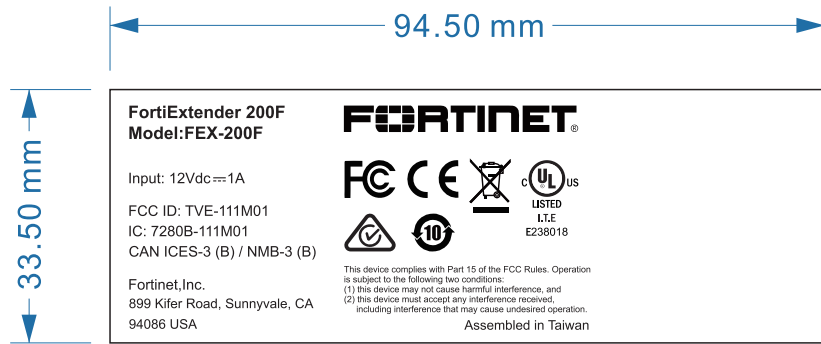 94.50 mm
33.50 mm
FortiExtender 200F
Model:FEX-200F
Input: 12Vdc⎓1A
FCC ID: TVE-111M01
IC: 7280B-111M01
CAN ICES-3 (B) / NMB-3 (B)
Fortinet,Inc.
899 Kifer Road, Sunnyvale, CA
94086 USA
FORTINET®
FC CE C UL® US
LISTED
I.T.E
E238018
10
This device complies with Part 15 of the FCC Rules. Operation
is subject to the following two conditions:
(1) this device may not cause harmful interference, and
(2) this device must accept any interference received,
including interference that may cause undesired operation.
Assembled in Taiwan